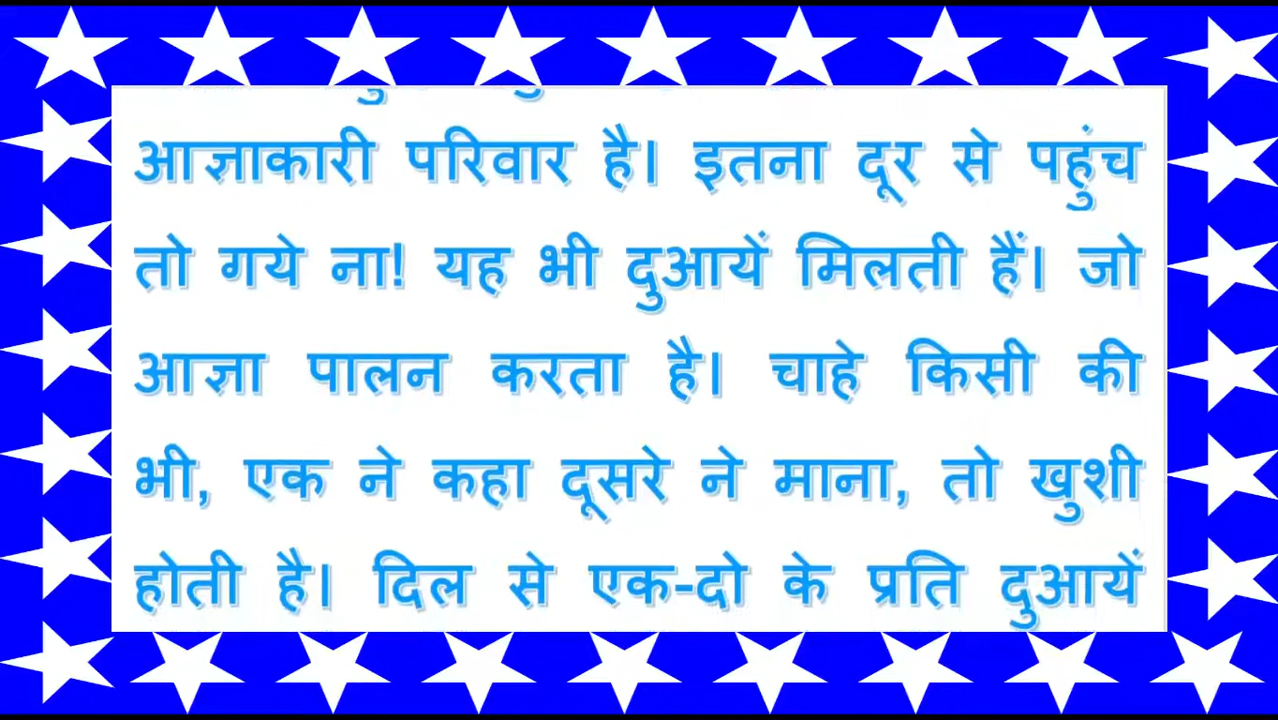 आज्ञाकारी परिवार है। इतना दूर से पहुंच
तो गये ना! यह भी दुआयें मिलती हैं। जो
आज्ञा पालन करता है। चाहे किसी की
भी, एक ने कहा दूसरे ने माना, तो खुशी
होती है। दिल से एक-दो के प्रति दुआयें